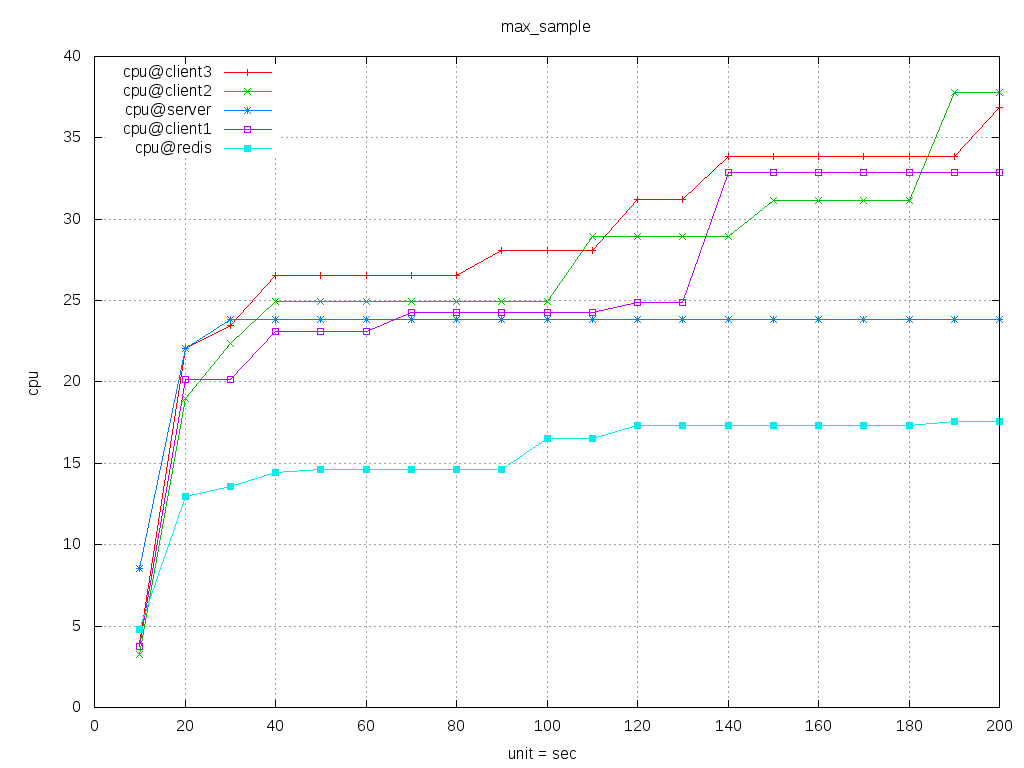 max_sample
40
35
30
25
20
15
10
5
0
cpu@client3
cpu@client2
cpu@server
cpu@client1
cpu@redis
cpu
0 20 40 60 80 100 120 140 160 180 200
unit = sec